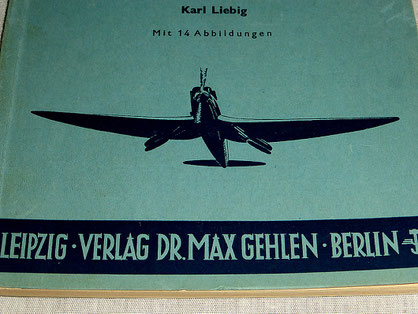 Karl Liebig
Mit 14 Abbildungen
LEIPZIG · VERLAG DR. MAX GEHLEN · BERLIN